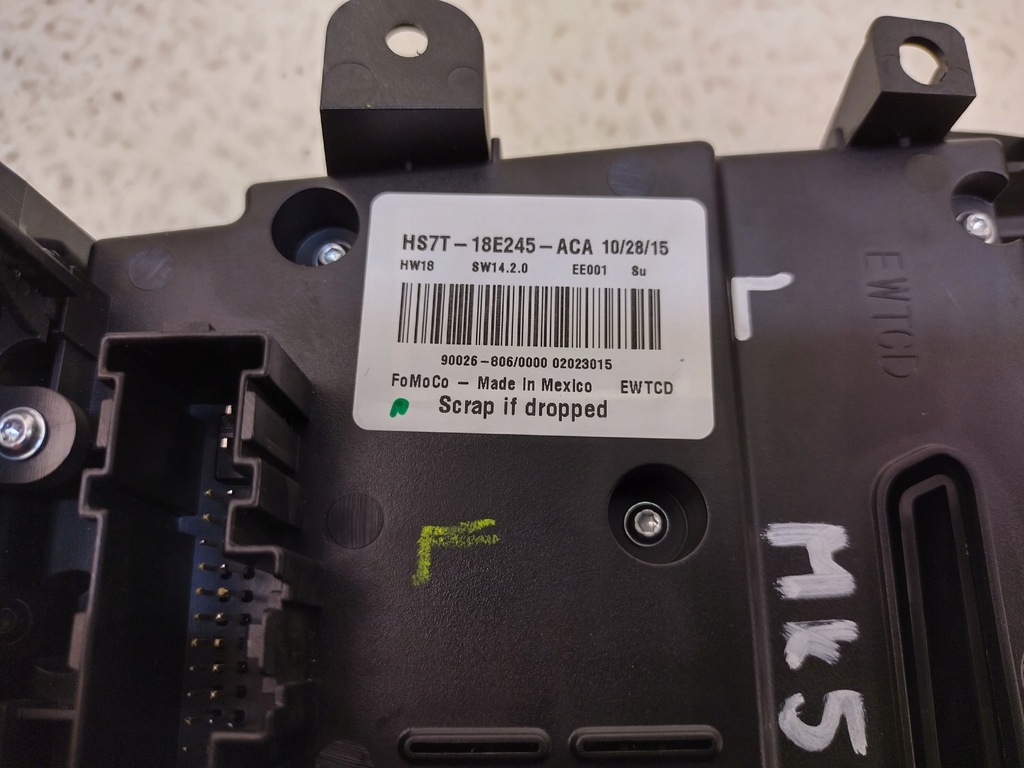 HS7T-18E245-ACA 10/28/15
HW18 SW14.2.0 EE001 Su
90026-806/0000 02023015
FoMoCo - Made In Mexico EWTCD
Scrap if dropped
EWTCD
Mk5